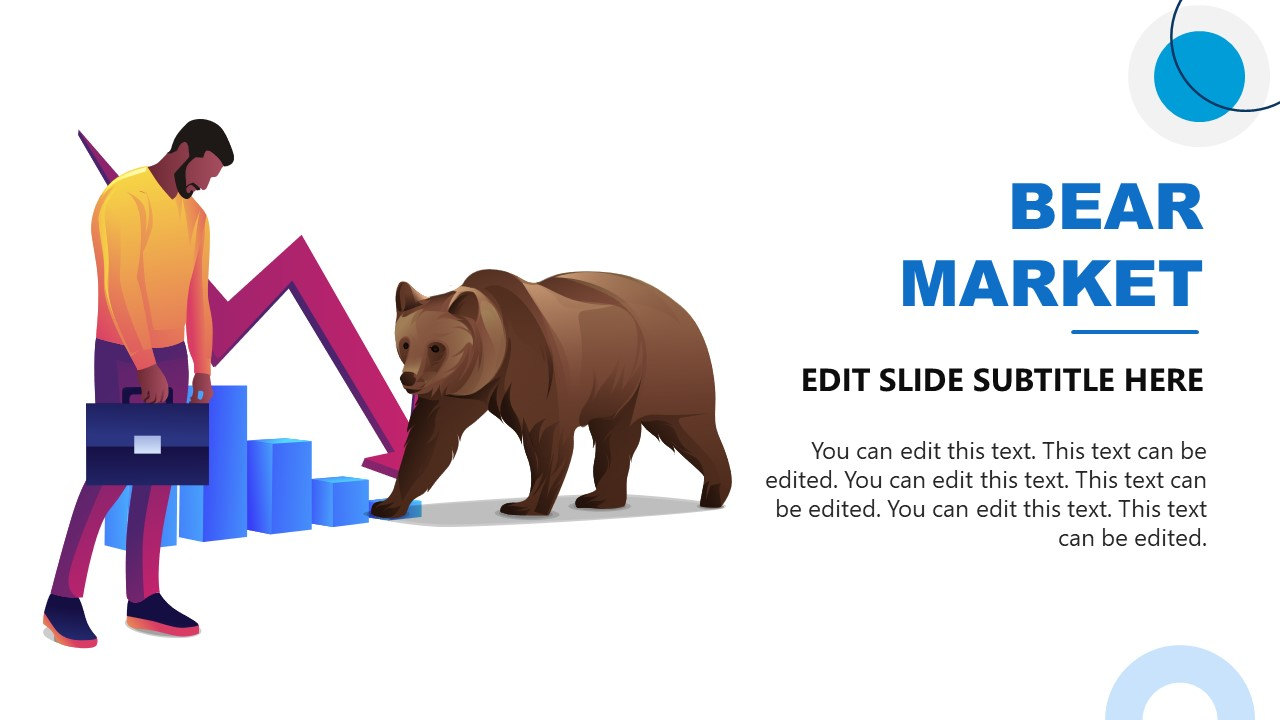 BEAR
MARKET
EDIT SLIDE SUBTITLE HERE
You can edit this text. This text can be
edited. You can edit this text. This text can
be edited. You can edit this text. This text
can be edited.